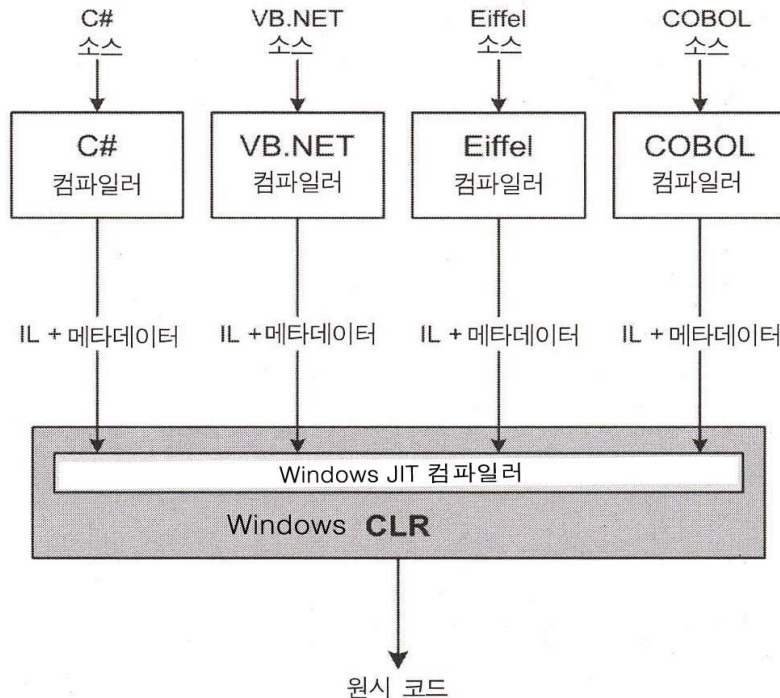 C#
소스
VB.NET
소스
Eiffel
소스
COBOL
소스
C#
컴파일러
VB.NET
컴파일러
Eiffel
컴파일러
COBOL
컴파일러
IL + 메타데이터
IL + 메타데이터
IL + 메타데이터
IL + 메타데이터
Windows JIT 컴파일러
Windows CLR
원시 코드